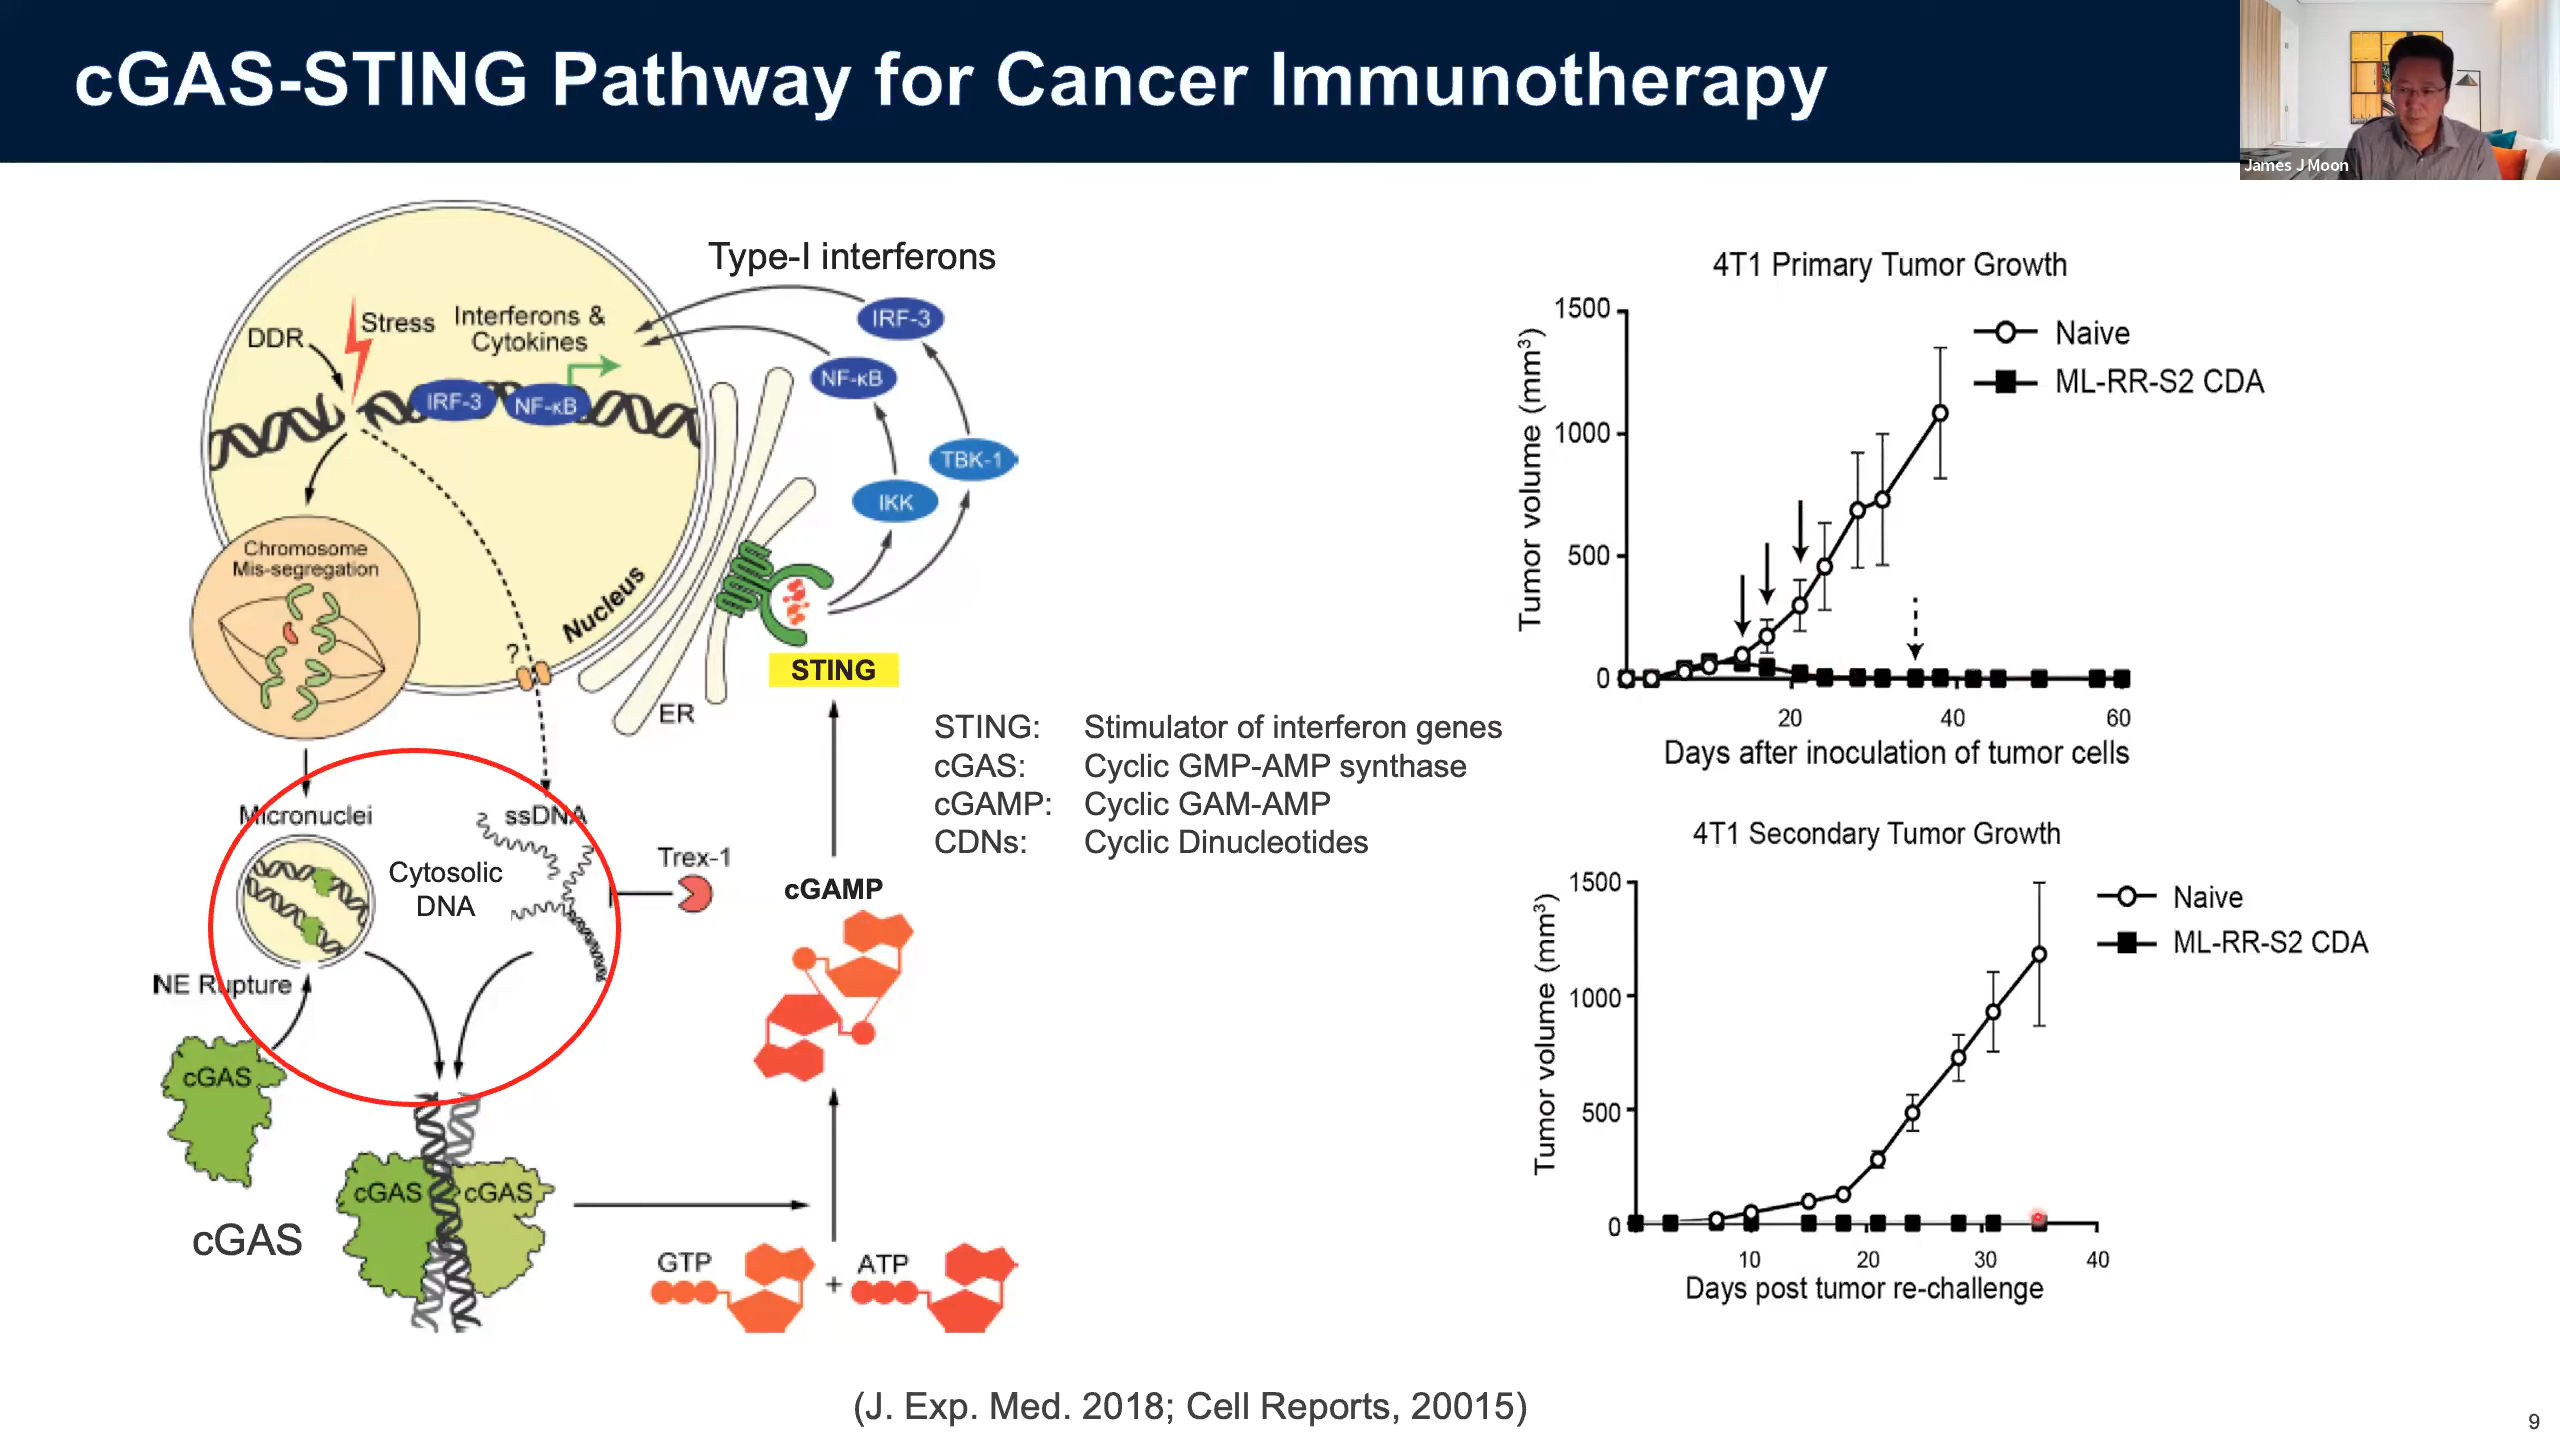 cGAS-STING Pathway for Cancer Immunotherapy
James J Moon
Type-I interferons
DDR
Stress
Interferons &
Cytokines
IRF-3
NF-κB
IRF-3
NF-κB
TBK-1
IKK
Chromosome
Mis-segregation
Nucleus
?
ER
STING
STING: Stimulator of interferon genes
cGAS: Cyclic GMP-AMP synthase
cGAMP: Cyclic GAM-AMP
CDNs: Cyclic Dinucleotides
Micronuclei
ssDNA
Cytosolic
DNA
Trex-1
cGAMP
NE Rupture
cGAS
cGAS
cGAS
cGAS
GTP
+
ATP
4T1 Primary Tumor Growth
Tumor volume (mm³)
1500
1000
500
0
Naive
ML-RR-S2 CDA
20 40 60
Days after inoculation of tumor cells
4T1 Secondary Tumor Growth
Tumor volume (mm³)
1500
1000
500
0
Naive
ML-RR-S2 CDA
10 20 30 40
Days post tumor re-challenge
(J. Exp. Med. 2018; Cell Reports, 20015)
9